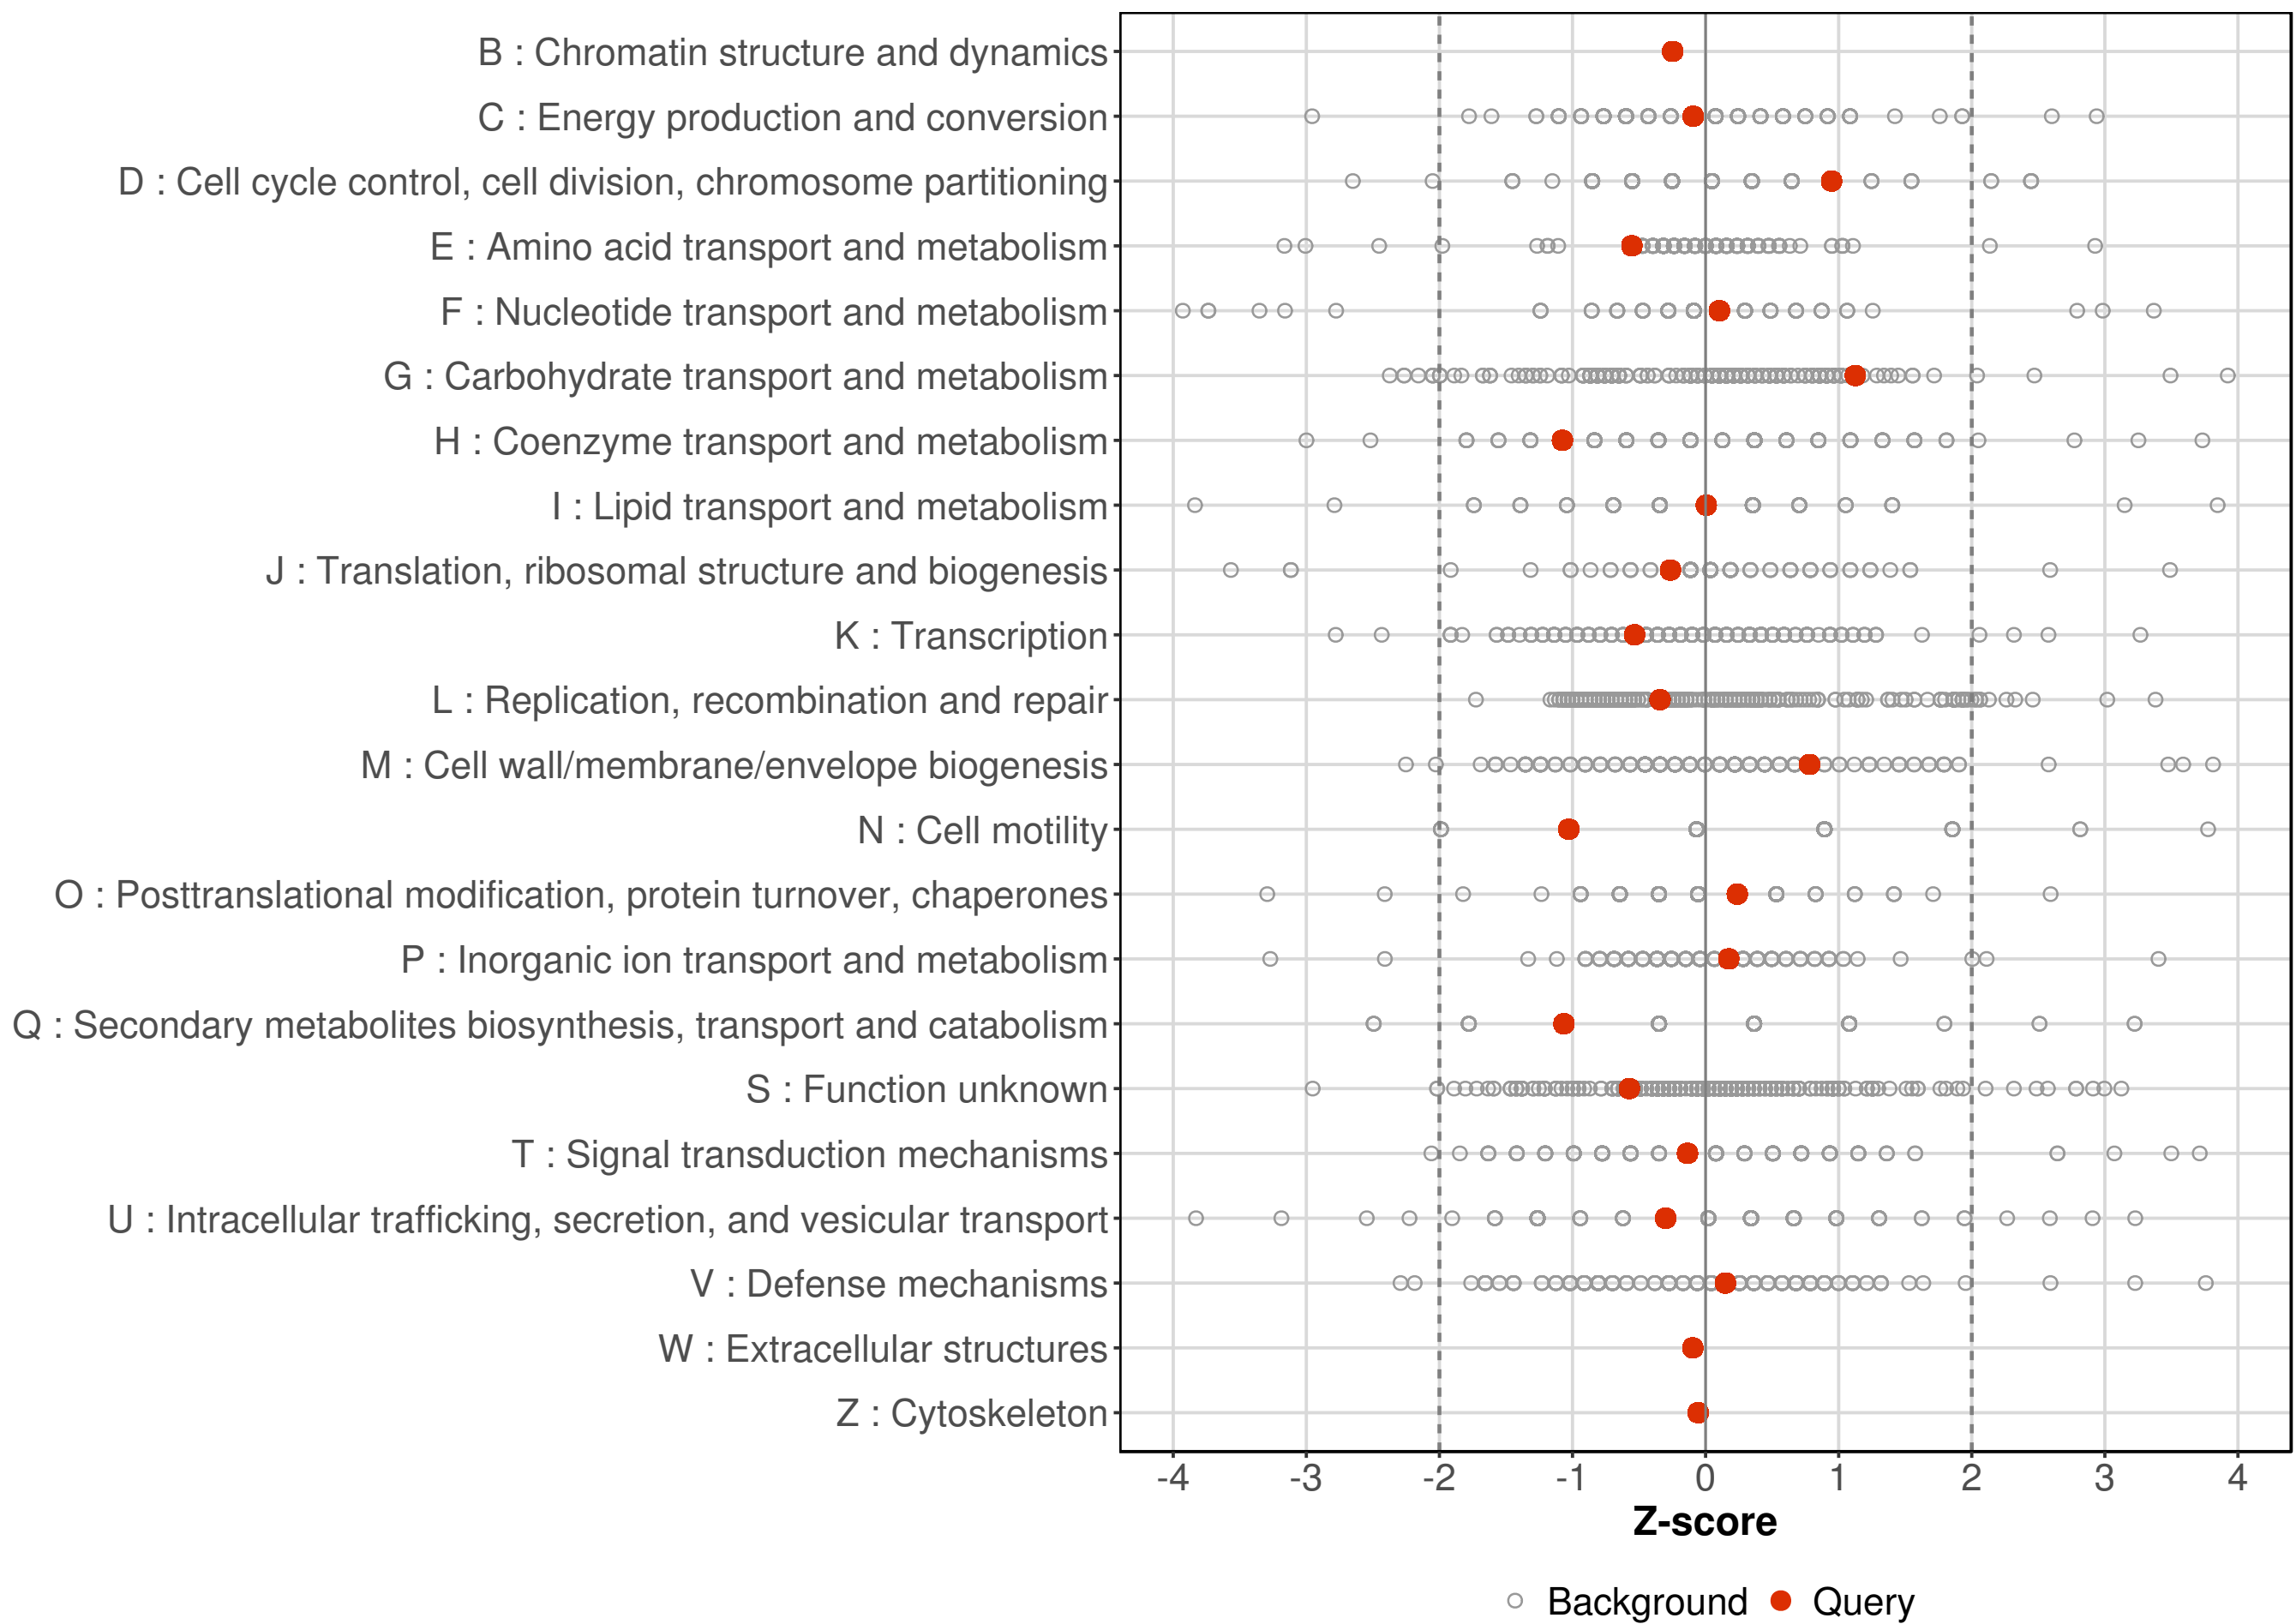 B : Chromatin structure and dynamics
C : Energy production and conversion
D : Cell cycle control, cell division, chromosome partitioning
E : Amino acid transport and metabolism
F : Nucleotide transport and metabolism
G : Carbohydrate transport and metabolism
H : Coenzyme transport and metabolism
I : Lipid transport and metabolism
J : Translation, ribosomal structure and biogenesis
K : Transcription
L : Replication, recombination and repair
M : Cell wall/membrane/envelope biogenesis
N : Cell motility
O : Posttranslational modification, protein turnover, chaperones
P : Inorganic ion transport and metabolism
Q : Secondary metabolites biosynthesis, transport and catabolism
S : Function unknown
T : Signal transduction mechanisms
U : Intracellular trafficking, secretion, and vesicular transport
V : Defense mechanisms
W : Extracellular structures
Z : Cytoskeleton
-4 -3 -2 -1 0 1 2 3 4
Z-score
Background Query